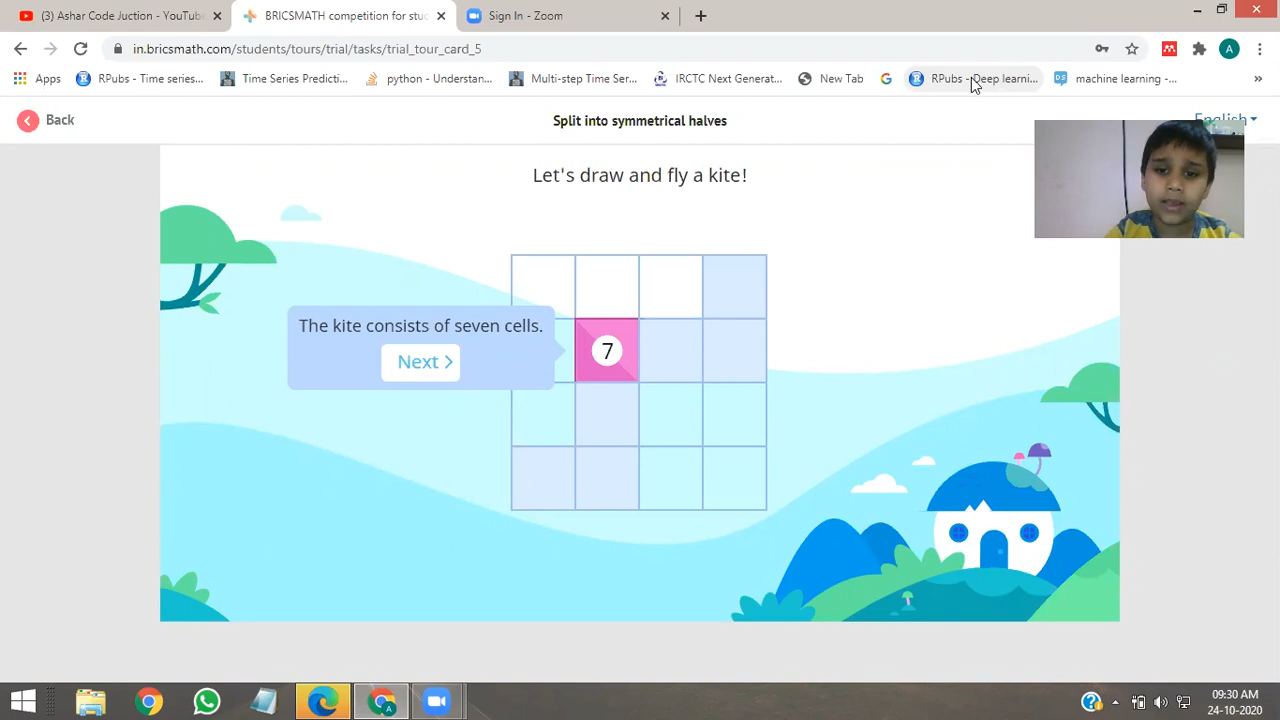 (3) Ashar Code Juction - YouTube
BRICSMATH competition for stuc
Sign In - Zoom
in.bricsmath.com/students/tours/trial/tasks/trial_tour_card_5
A
Apps
RPubs - Time series...
Time Series Predicti...
python - Understan...
Multi-step Time Ser...
IRCTC Next Generat...
New Tab
RPubs - Deep learni...
machine learning -...
Back
Split into symmetrical halves
English
Let's draw and fly a kite!
The kite consists of seven cells.
Next
7
09:30 AM
24-10-2020